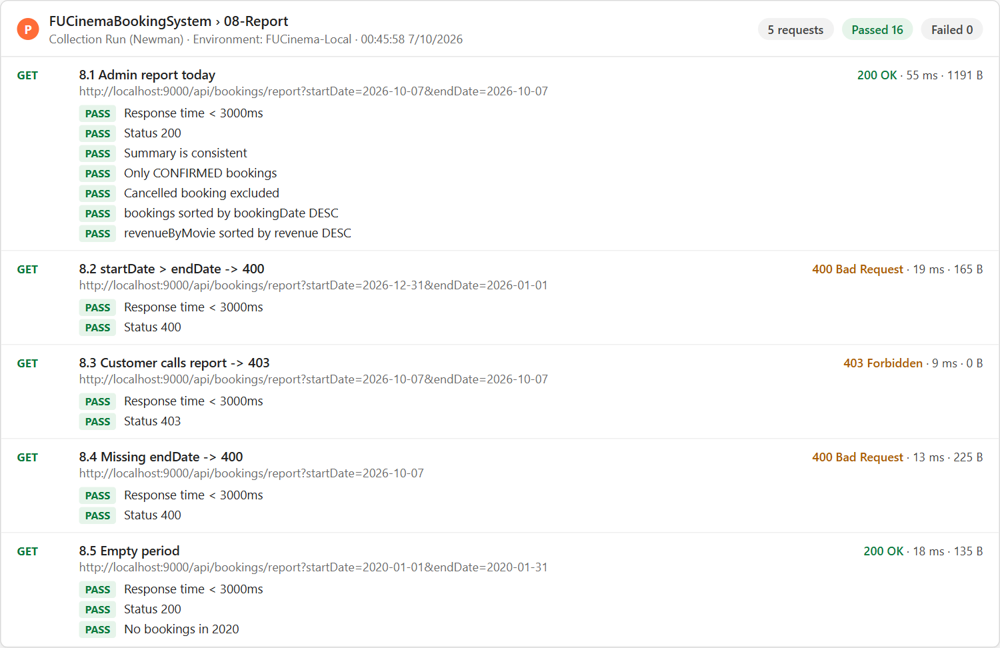 P
FUCinemaBookingSystem › 08-Report
Collection Run (Newman) · Environment: FUCinema-Local · 00:45:58 7/10/2026
5 requests
Passed 16
Failed 0
GET
8.1 Admin report today
200 OK · 55 ms · 1191 B
http://localhost:9000/api/bookings/report?startDate=2026-10-07&endDate=2026-10-07
PASS Response time < 3000ms
PASS Status 200
PASS Summary is consistent
PASS Only CONFIRMED bookings
PASS Cancelled booking excluded
PASS bookings sorted by bookingDate DESC
PASS revenueByMovie sorted by revenue DESC
GET
8.2 startDate > endDate -> 400
400 Bad Request · 19 ms · 165 B
http://localhost:9000/api/bookings/report?startDate=2026-12-31&endDate=2026-01-01
PASS Response time < 3000ms
PASS Status 400
GET
8.3 Customer calls report -> 403
403 Forbidden · 9 ms · 0 B
http://localhost:9000/api/bookings/report?startDate=2026-10-07&endDate=2026-10-07
PASS Response time < 3000ms
PASS Status 403
GET
8.4 Missing endDate -> 400
400 Bad Request · 13 ms · 225 B
http://localhost:9000/api/bookings/report?startDate=2026-10-07
PASS Response time < 3000ms
PASS Status 400
GET
8.5 Empty period
200 OK · 18 ms · 135 B
http://localhost:9000/api/bookings/report?startDate=2020-01-01&endDate=2020-01-31
PASS Response time < 3000ms
PASS Status 200
PASS No bookings in 2020